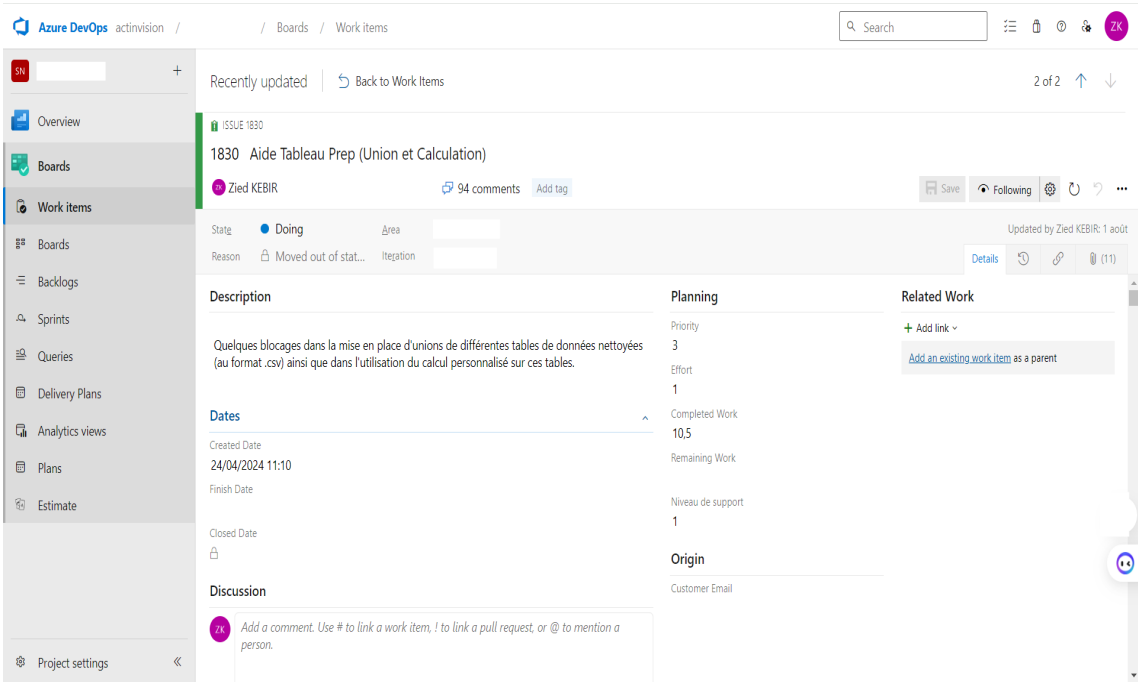 Azure DevOps actinvision / / Boards / Work items
Search
ZK
SN
+
Overview
Boards
Work items
Boards
Backlogs
Sprints
Queries
Delivery Plans
Analytics views
Plans
Estimate
Project settings
Recently updated Back to Work Items
2 of 2
ISSUE 1830
1830 Aide Tableau Prep (Union et Calculation)
ZK Zied KEBIR
94 comments
Add tag
Save
Following
State Doing
Area
Reason Moved out of stat...
Iteration
Updated by Zied KEBIR: 1 août
Details
(11)
Description
Quelques blocages dans la mise en place d'unions de différentes tables de données nettoyées
(au format .csv) ainsi que dans l'utilisation du calcul personnalisé sur ces tables.
Dates
Created Date
24/04/2024 11:10
Finish Date
Closed Date
Discussion
ZK
Add a comment. Use # to link a work item, ! to link a pull request, or @ to mention a
person.
Planning
Priority
3
Effort
1
Completed Work
10,5
Remaining Work
Niveau de support
1
Origin
Customer Email
Related Work
+ Add link
Add an existing work item as a parent